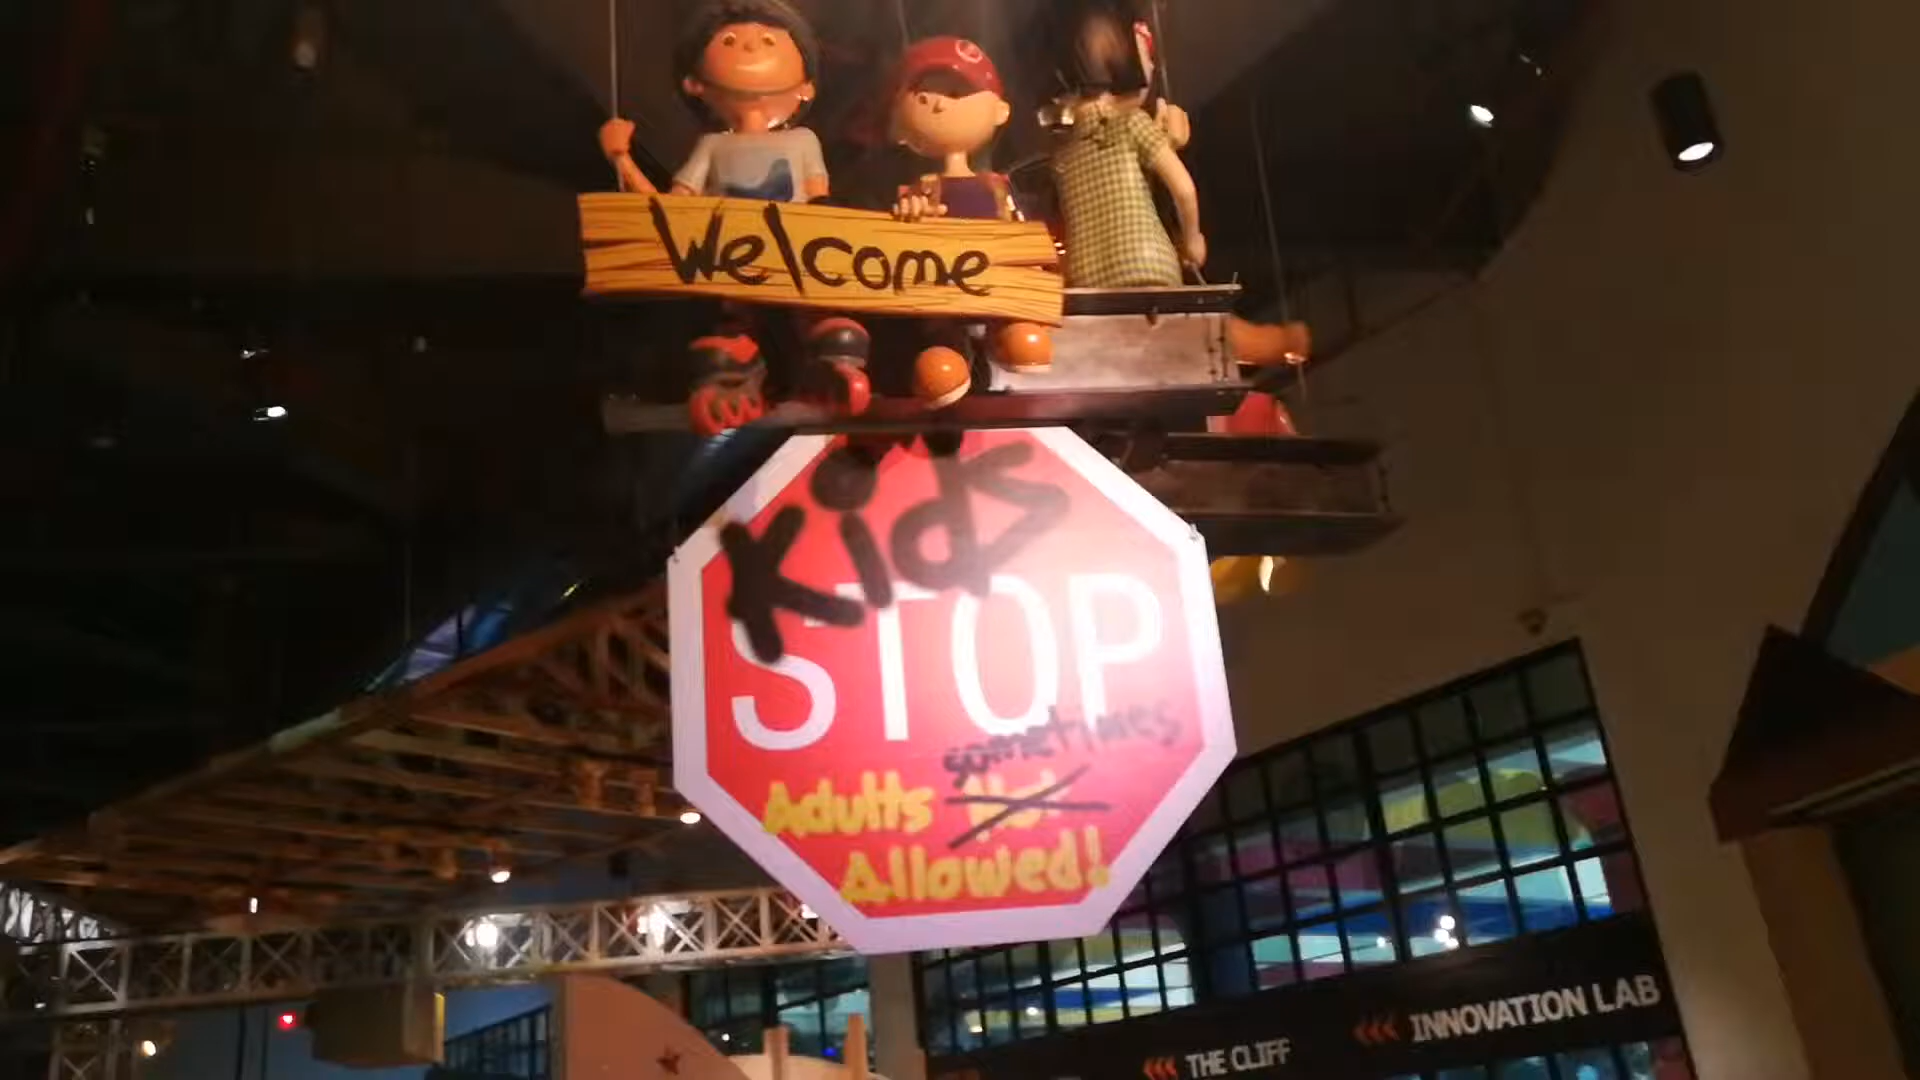 Welcome
Kids
STOP
sometimes
Adults Not
Allowed!
INNOVATION LAB
THE CLIFF